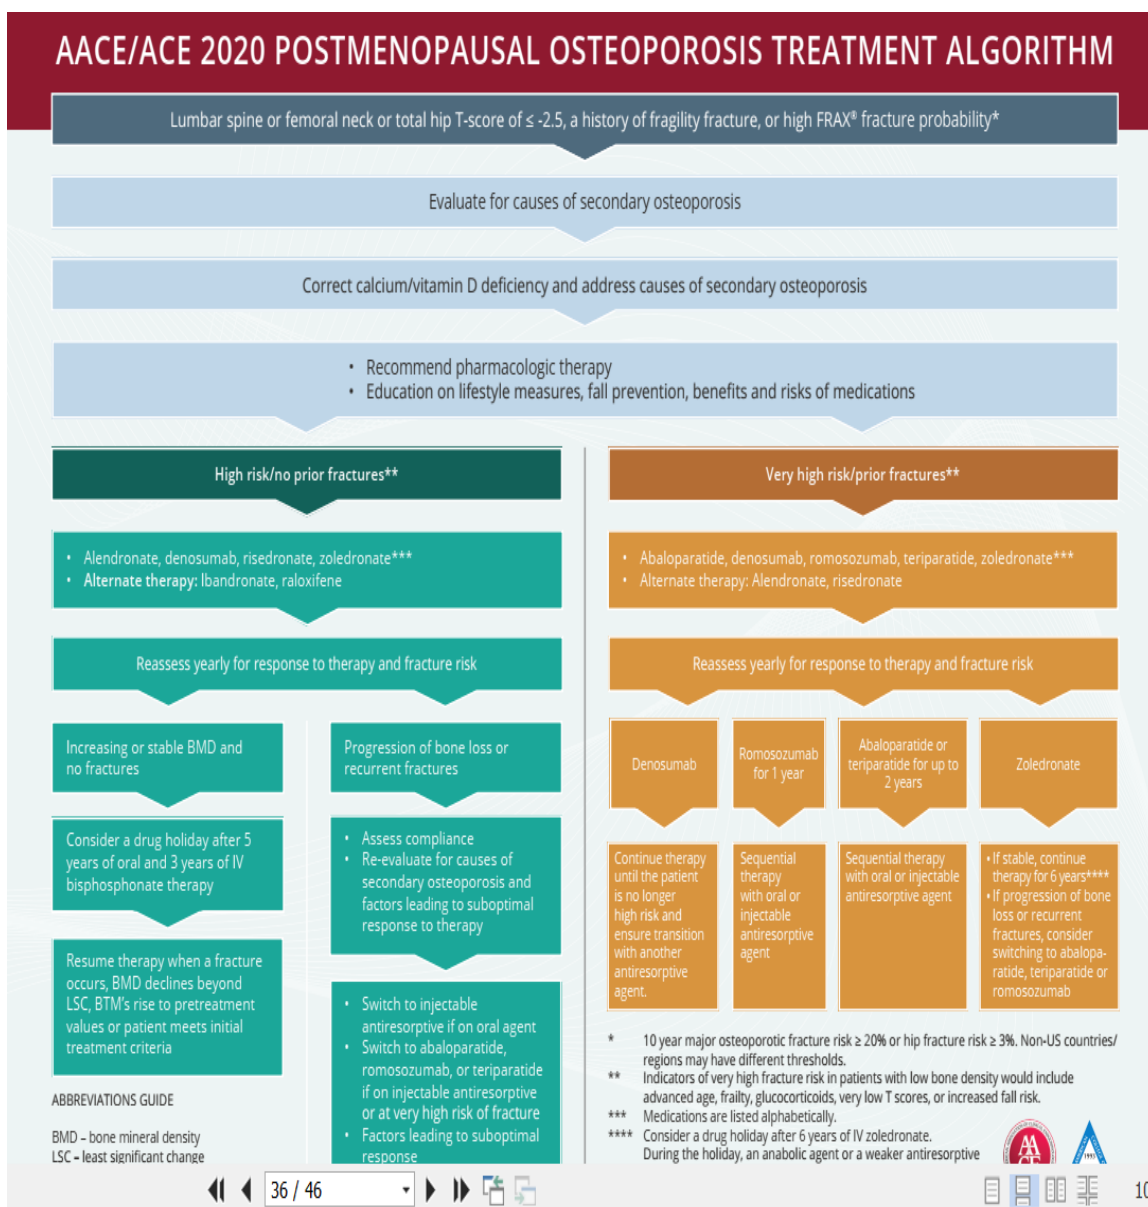 AACE/ACE 2020 POSTMENOPAUSAL OSTEOPOROSIS TREATMENT ALGORITHM
Lumbar spine or femoral neck or total hip T-score of ≤ -2.5, a history of fragility fracture, or high FRAX® fracture probability*
Evaluate for causes of secondary osteoporosis
Correct calcium/vitamin D deficiency and address causes of secondary osteoporosis
• Recommend pharmacologic therapy
• Education on lifestyle measures, fall prevention, benefits and risks of medications
High risk/no prior fractures**
• Alendronate, denosumab, risedronate, zoledronate***
• Alternate therapy: Ibandronate, raloxifene
Reassess yearly for response to therapy and fracture risk
Increasing or stable BMD and
no fractures
Consider a drug holiday after 5
years of oral and 3 years of IV
bisphosphonate therapy
Resume therapy when a fracture
occurs, BMD declines beyond
LSC, BTM's rise to pretreatment
values or patient meets initial
treatment criteria
Progression of bone loss or
recurrent fractures
• Assess compliance
• Re-evaluate for causes of
secondary osteoporosis and
factors leading to suboptimal
response to therapy
• Switch to injectable
antiresorptive if on oral agent
• Switch to abaloparatide,
romosozumab, or teriparatide
if on injectable antiresorptive
or at very high risk of fracture
• Factors leading to suboptimal
response
ABBREVIATIONS GUIDE
BMD – bone mineral density
LSC – least significant change
Very high risk/prior fractures**
• Abaloparatide, denosumab, romosozumab, teriparatide, zoledronate***
• Alternate therapy: Alendronate, risedronate
Reassess yearly for response to therapy and fracture risk
Denosumab
Continue therapy
until the patient
is no longer
high risk and
ensure transition
with another
antiresorptive
agent.
Romosozumab
for 1 year
Sequential
therapy
with oral or
injectable
antiresorptive
agent
Abaloparatide or
teriparatide for up to
2 years
Sequential therapy
with oral or injectable
antiresorptive agent
Zoledronate
• If stable, continue
therapy for 6 years****
• If progression of bone
loss or recurrent
fractures, consider
switching to abalopa-
ratide, teriparatide or
romosozumab
* 10 year major osteoporotic fracture risk ≥ 20% or hip fracture risk ≥ 3%. Non-US countries/
regions may have different thresholds.
** Indicators of very high fracture risk in patients with low bone density would include
advanced age, frailty, glucocorticoids, very low T scores, or increased fall risk.
*** Medications are listed alphabetically.
**** Consider a drug holiday after 6 years of IV zoledronate.
During the holiday, an anabolic agent or a weaker antiresorptive
36 / 46